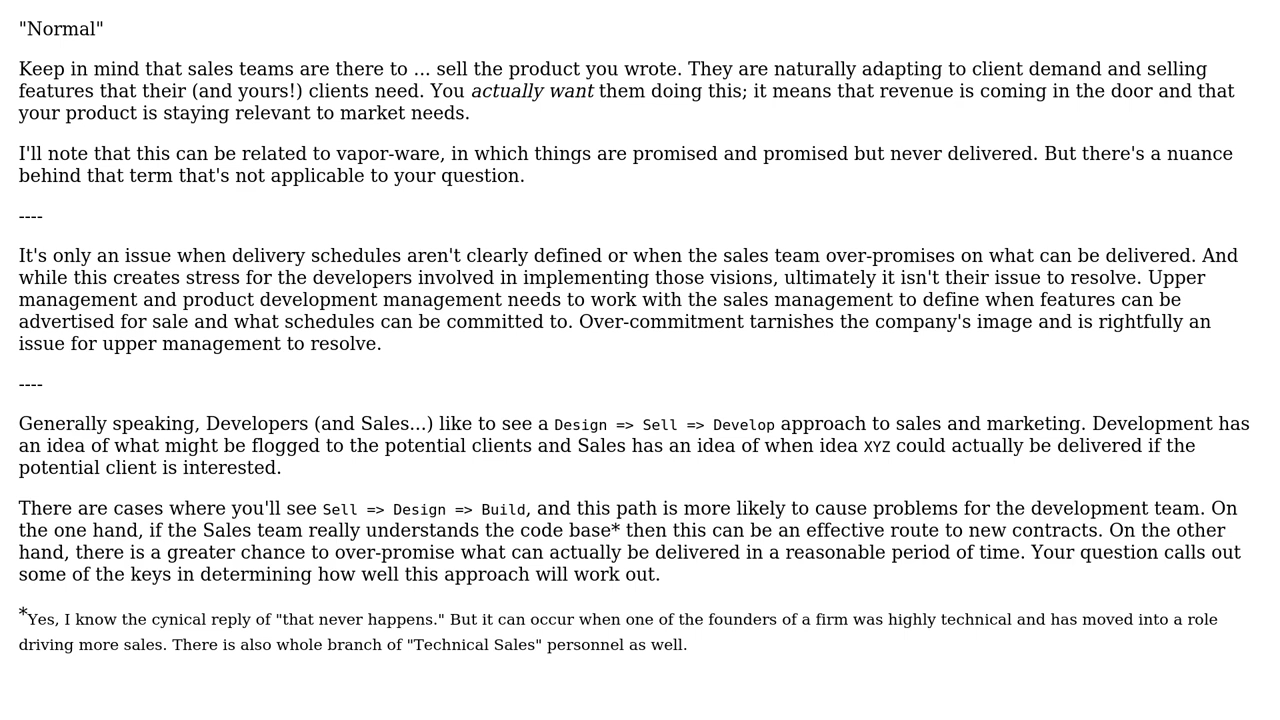 "Normal"
Keep in mind that sales teams are there to ... sell the product you wrote. They are naturally adapting to client demand and selling
features that their (and yours!) clients need. You actually want them doing this; it means that revenue is coming in the door and that
your product is staying relevant to market needs.
I'll note that this can be related to vapor-ware, in which things are promised and promised but never delivered. But there's a nuance
behind that term that's not applicable to your question.
----
It's only an issue when delivery schedules aren't clearly defined or when the sales team over-promises on what can be delivered. And
while this creates stress for the developers involved in implementing those visions, ultimately it isn't their issue to resolve. Upper
management and product development management needs to work with the sales management to define when features can be
advertised for sale and what schedules can be committed to. Over-commitment tarnishes the company's image and is rightfully an
issue for upper management to resolve.
----
Generally speaking, Developers (and Sales...) like to see a Design => Sell => Develop approach to sales and marketing. Development has
an idea of what might be flogged to the potential clients and Sales has an idea of when idea XYZ could actually be delivered if the
potential client is interested.
There are cases where you'll see Sell => Design => Build, and this path is more likely to cause problems for the development team. On
the one hand, if the Sales team really understands the code base* then this can be an effective route to new contracts. On the other
hand, there is a greater chance to over-promise what can actually be delivered in a reasonable period of time. Your question calls out
some of the keys in determining how well this approach will work out.
*Yes, I know the cynical reply of "that never happens." But it can occur when one of the founders of a firm was highly technical and has moved into a role
driving more sales. There is also whole branch of "Technical Sales" personnel as well.